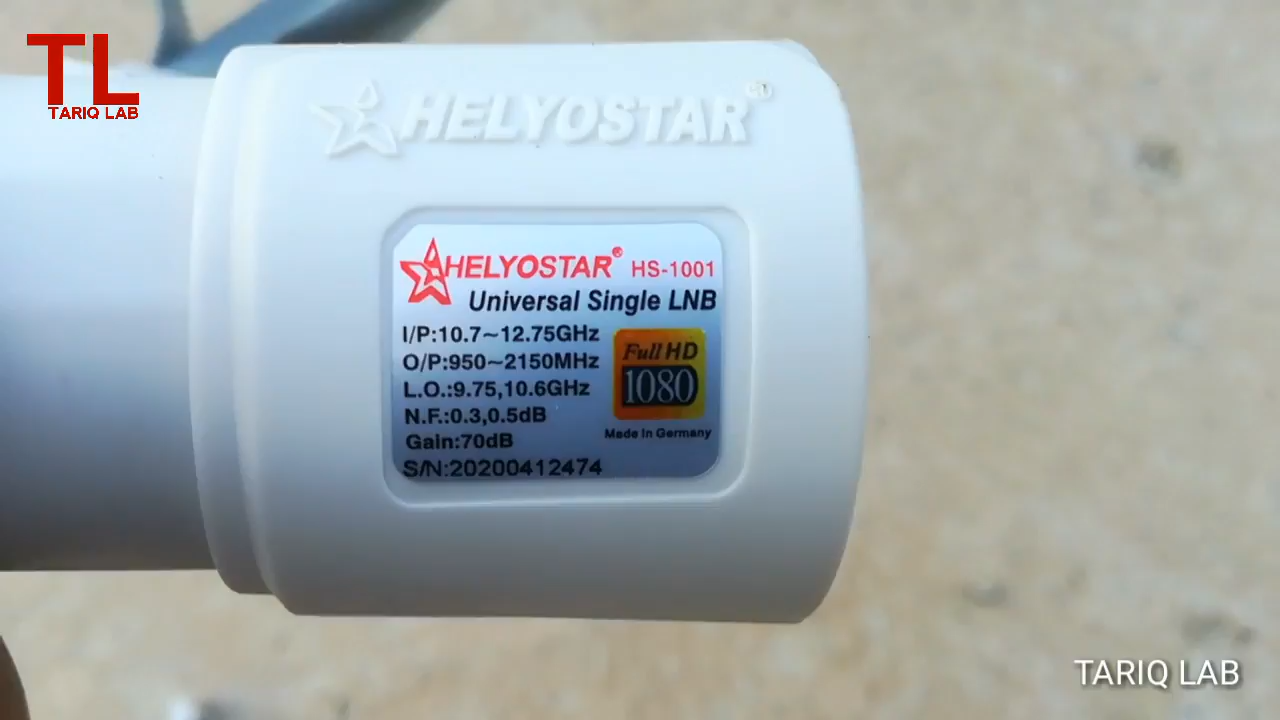 TL
TARIQ LAB
HELYOSTAR
HELYOSTAR® HS-1001
Universal Single LNB
I/P:10.7~12.75GHz
O/P:950~2150MHz
L.O.:9.75,10.6GHz
N.F.:0.3,0.5dB
Gain:70dB
S/N:20200412474
Full HD
1080
Made in Germany
TARIQ LAB